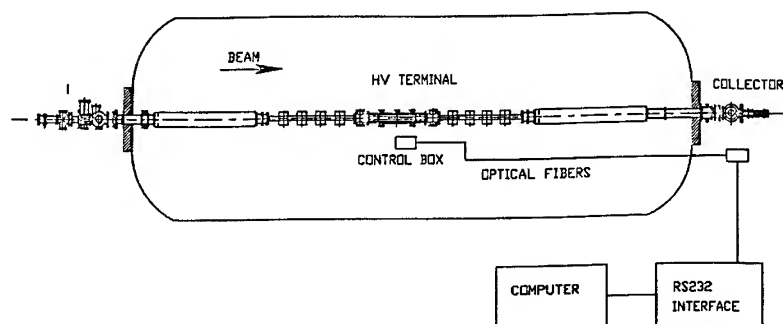 BEAM
HV TERMINAL
COLLECTOR
I
CONTROL BOX
OPTICAL FIBERS
COMPUTER
RS232
INTERFACE